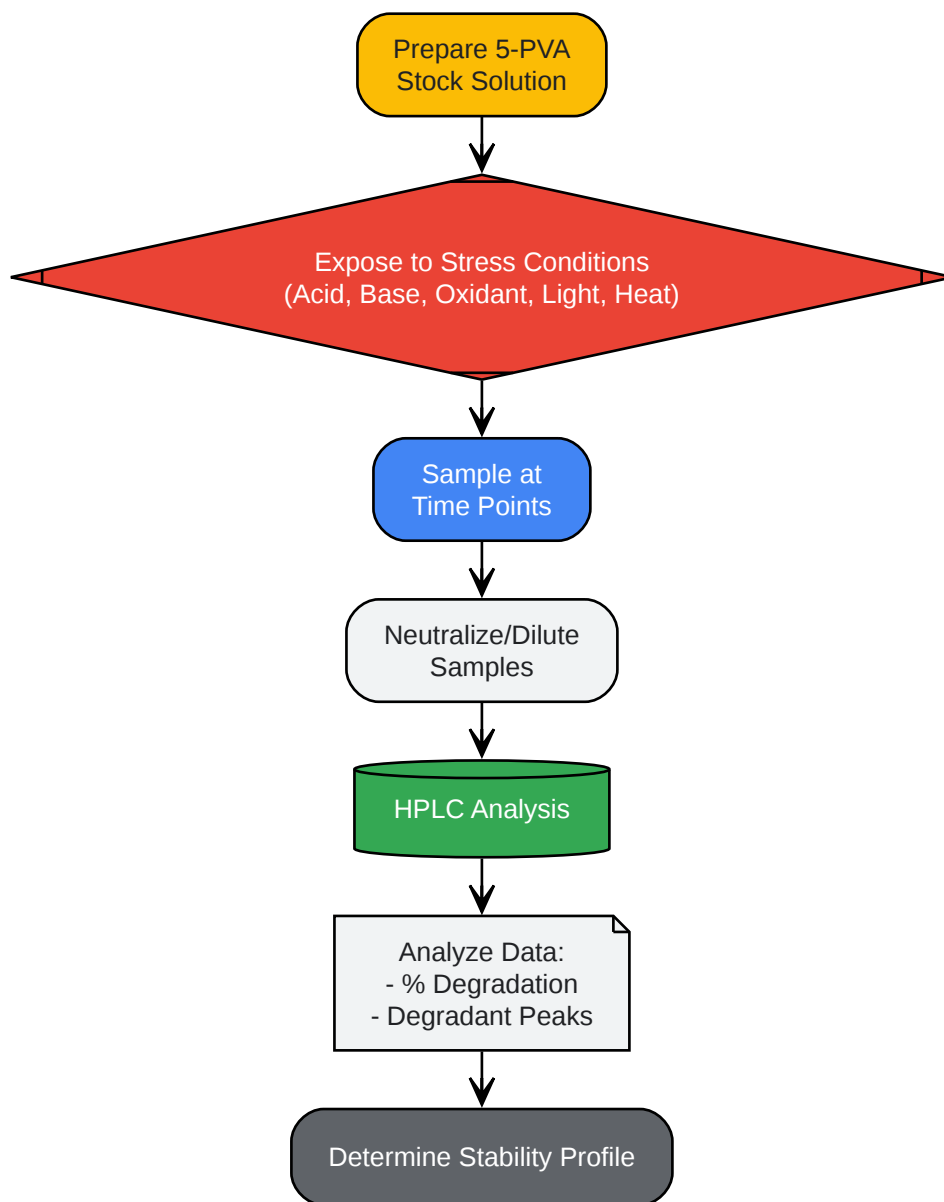 Prepare 5-PVA
Stock Solution
Expose to Stress Conditions
(Acid, Base, Oxidant, Light, Heat)
Sample at
Time Points
Neutralize/Dilute
Samples
HPLC Analysis
Analyze Data:
- % Degradation
- Degradant Peaks
Determine Stability Profile